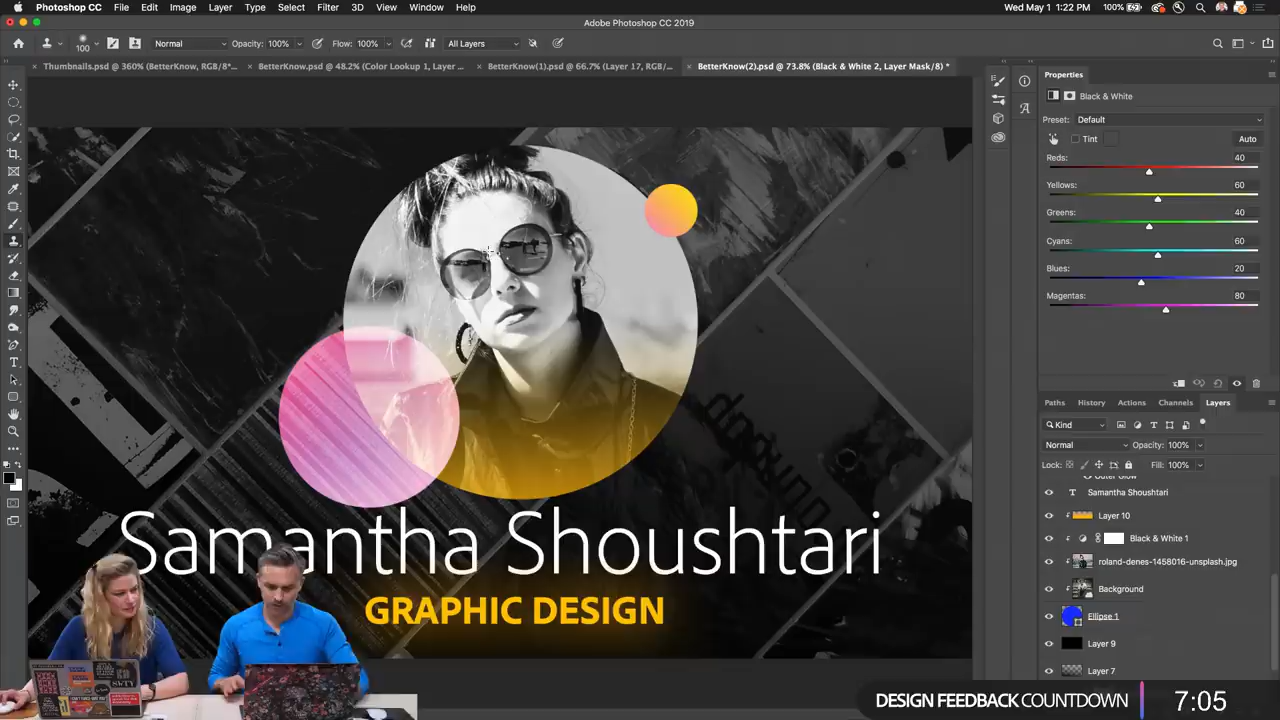 Photoshop CC File Edit Image Layer Type Select Filter 3D View Window Help Wed May 1 1:22 PM 100%
Adobe Photoshop CC 2019
100 Normal Opacity: 100% Flow: 100% All Layers
Thumbnails.psd @ 360% (BetterKnow, RGB/8*... BetterKnow.psd @ 48.2% (Color Lookup 1, Layer ... BetterKnow(1).psd @ 66.7% (Layer 17, RGB/... BetterKnow(2).psd @ 73.8% (Black & White 2, Layer Mask/8) *
Properties
Black & White
Preset: Default
Tint Auto
Reds: 40
Yellows: 60
Greens: 40
Cyans: 60
Blues: 20
Magentas: 80
Paths History Actions Channels Layers
Kind
Normal Opacity: 100%
Lock: Fill: 100%
Outer Glow
T Samantha Shoushtari
Layer 10
Black & White 1
roland-denes-1458016-unsplash.jpg
Background
Ellipse 1
Layer 9
Layer 7
Samantha Shoushtari
GRAPHIC DESIGN
SWTY
DESIGN FEEDBACK COUNTDOWN 7:05